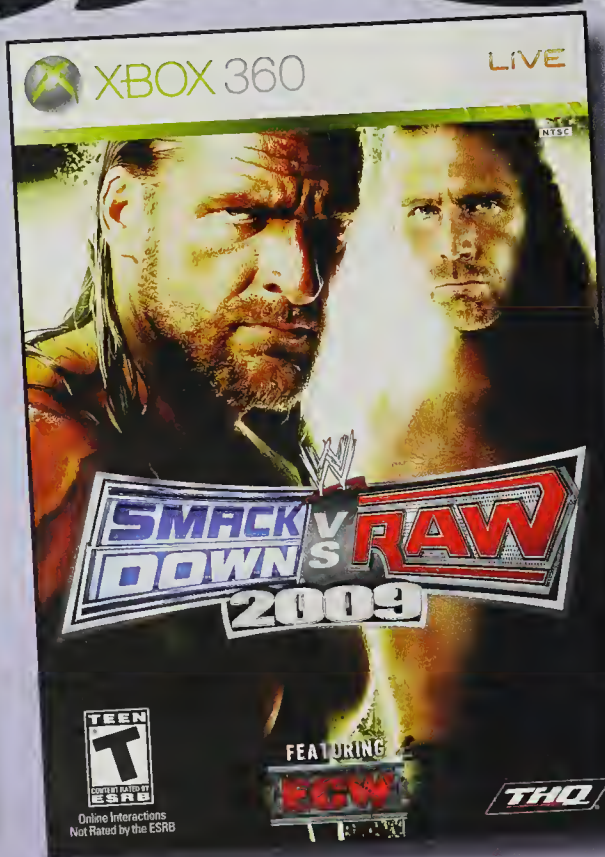 XBOX 360
LIVE
NTSC
W
SMACK
DOWN
VS
RAW
2009
TEEN
T
CONTENT RATED BY
ESRB
Online Interactions
Not Rated by the ESRB
FEATURING
ECW
THQ